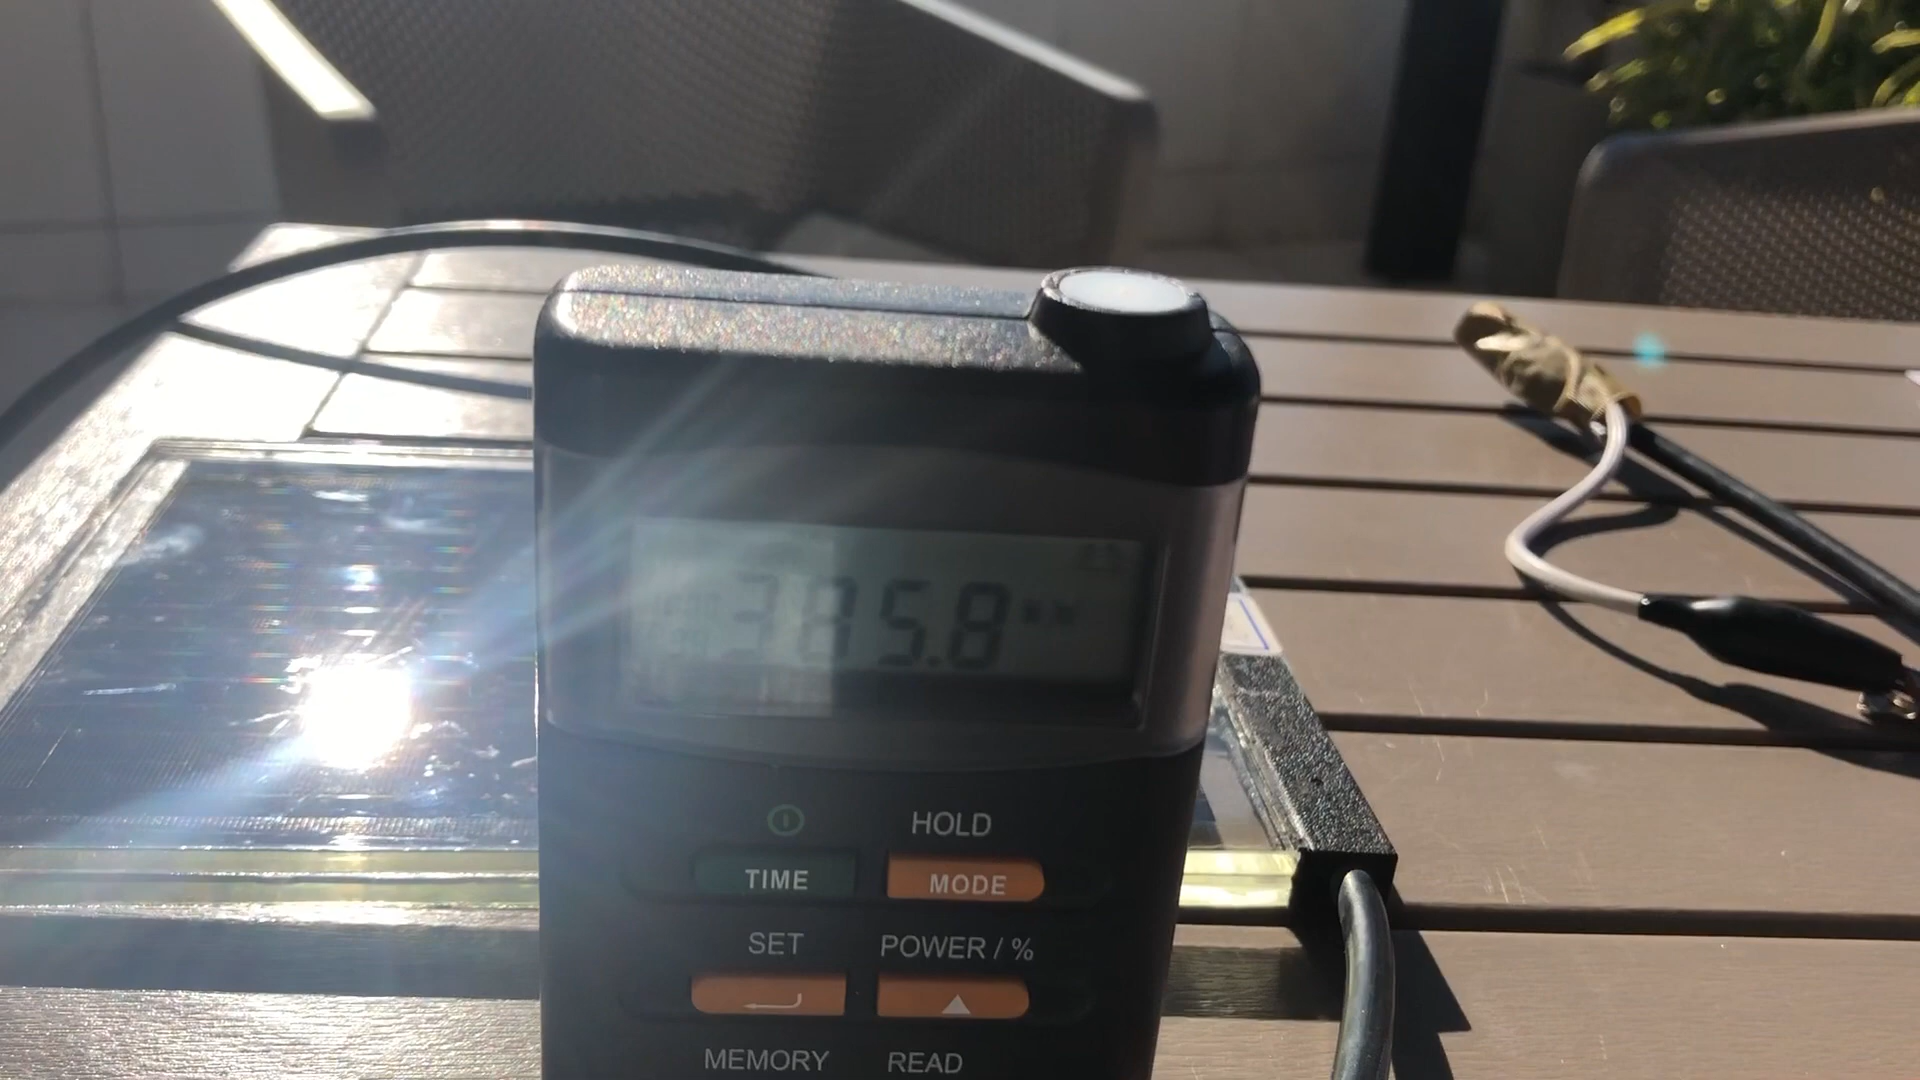 385.8
HOLD
TIME MODE
SET POWER / %
MEMORY READ